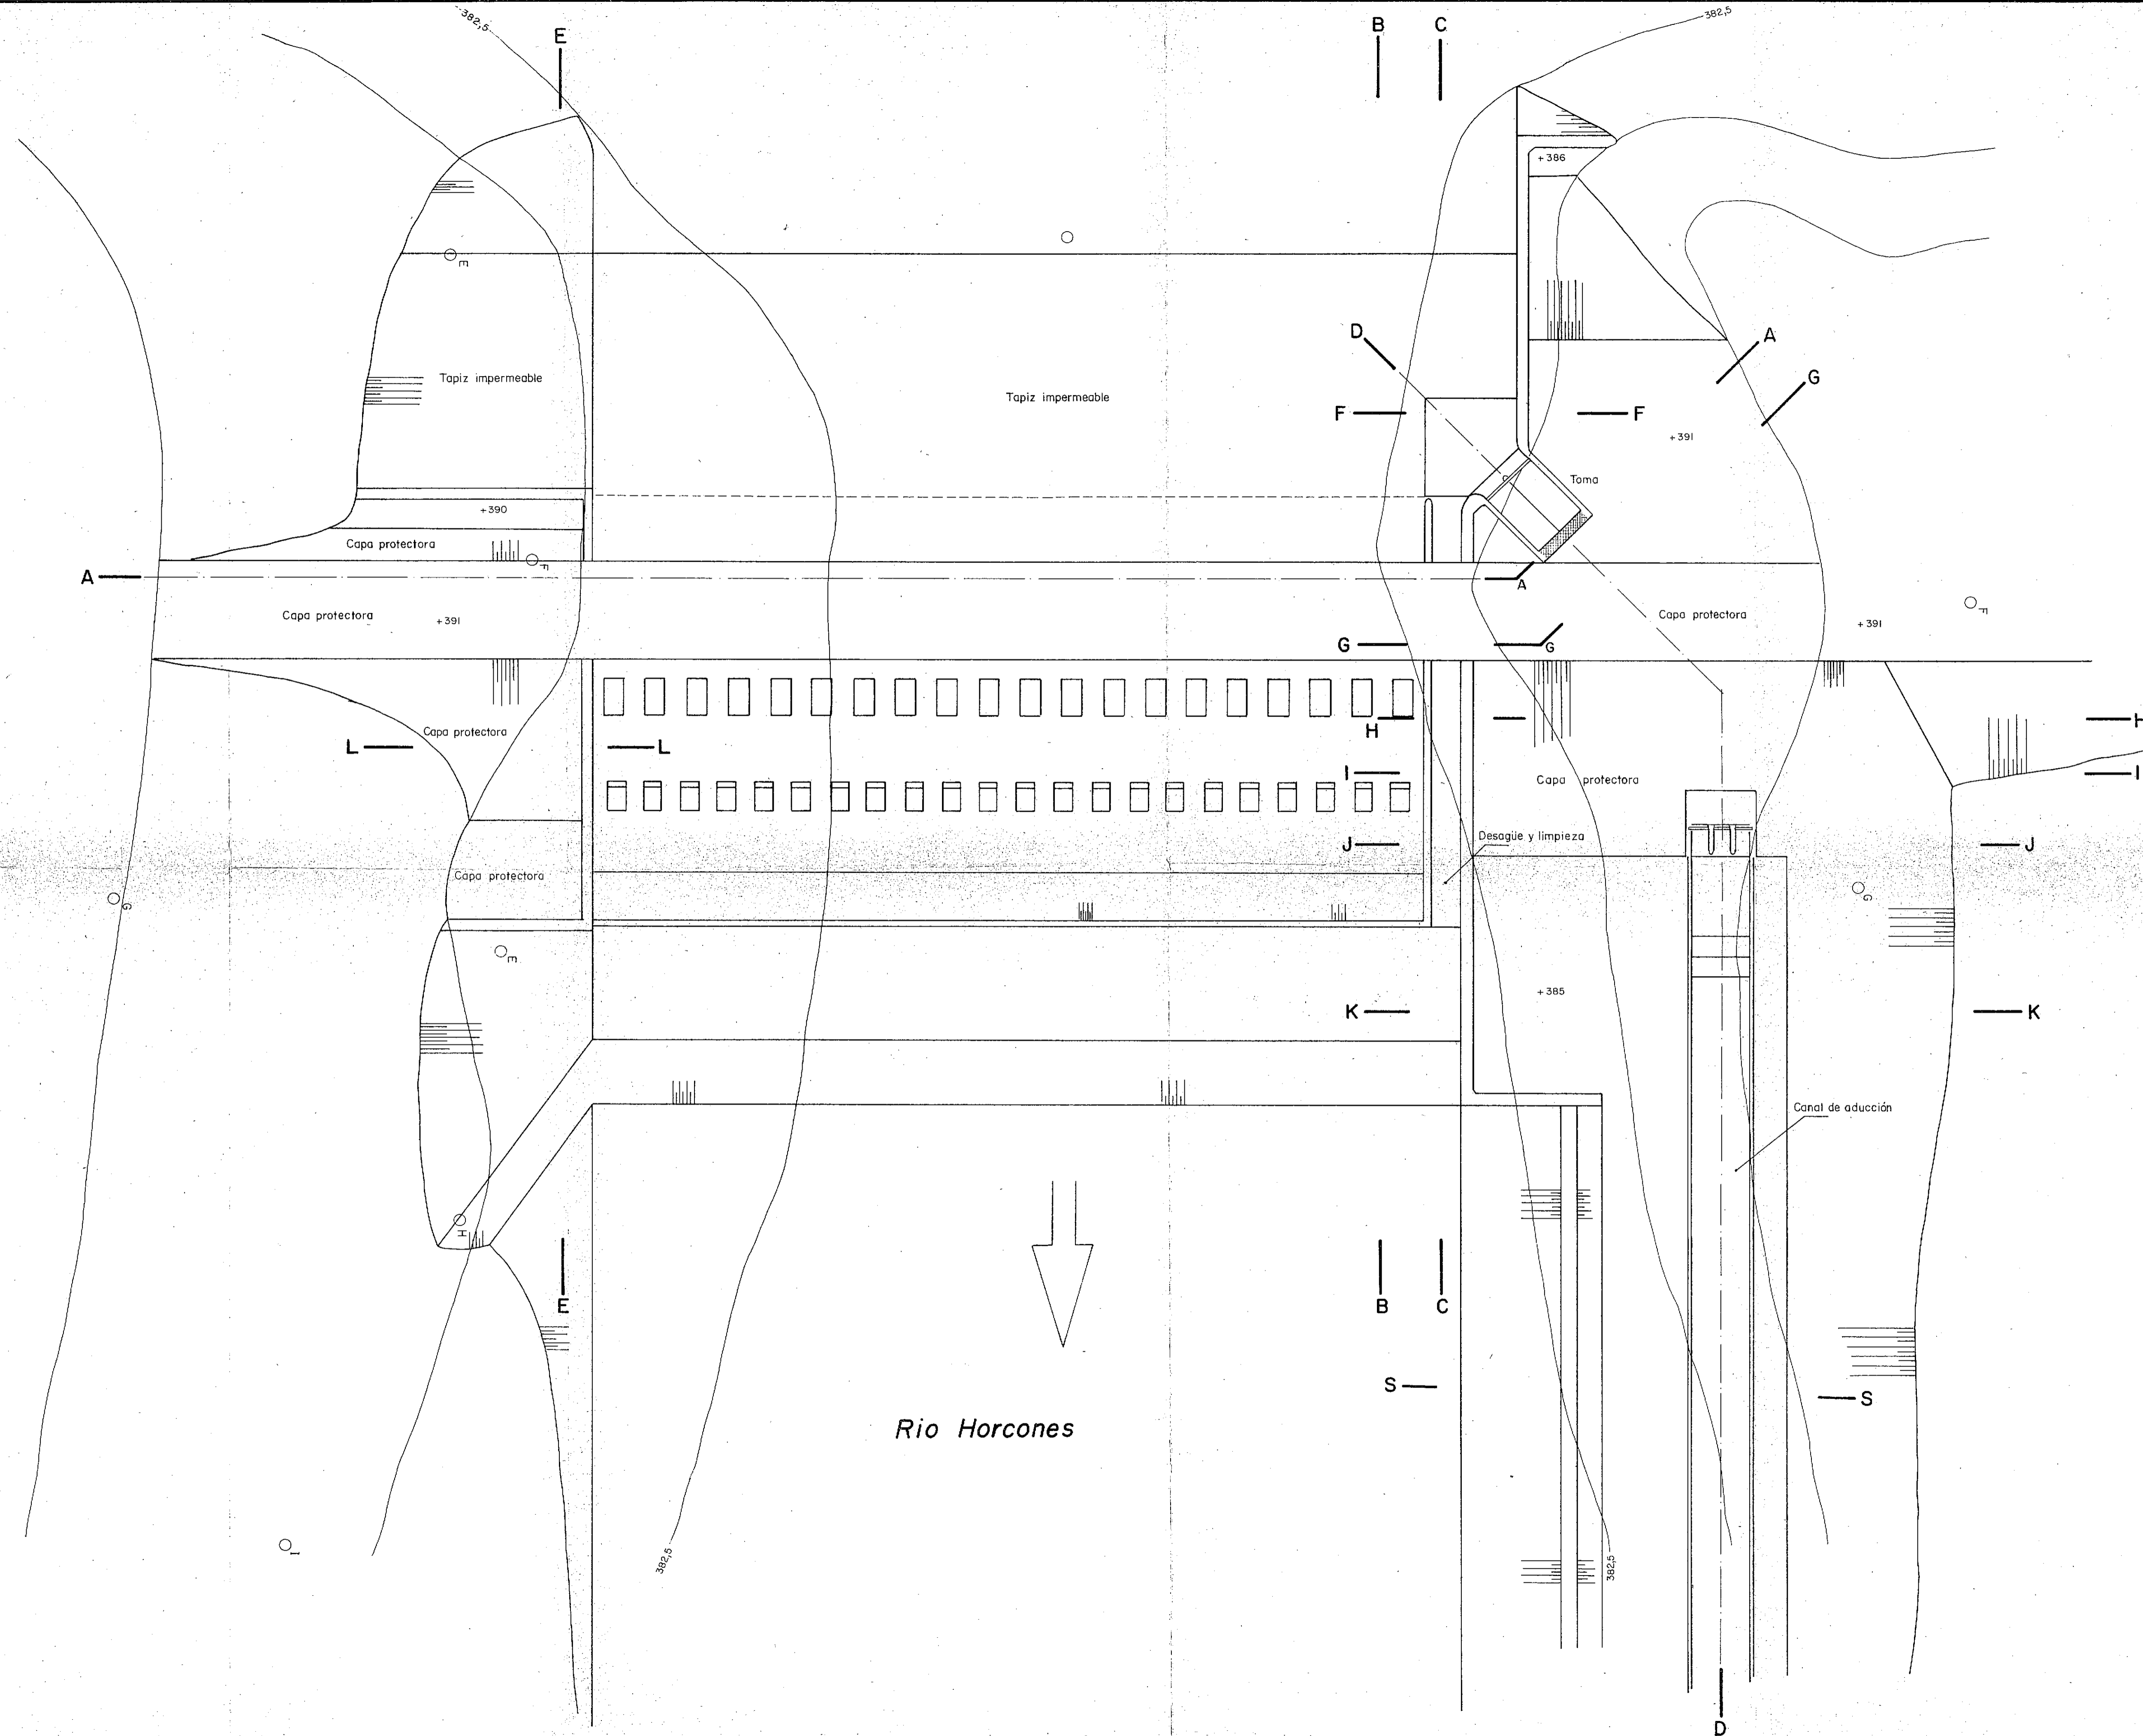 382,5
E
B
C
382,5
+386
E
D
A
G
Tapiz impermeable
Tapiz impermeable
F
F
+391
Toma
+390
Capa protectora
F
A
A
Capa protectora
+391
Capa protectora
+391
F
G
G
Capa protectora
H
H
L
L
I
Capa protectora
I
Desagüe y limpieza
J
J
Capa protectora
G
G
E
+385
K
K
Canal de aducción
H
E
B
C
S
S
Rio Horcones
382,5
382,5
I
D